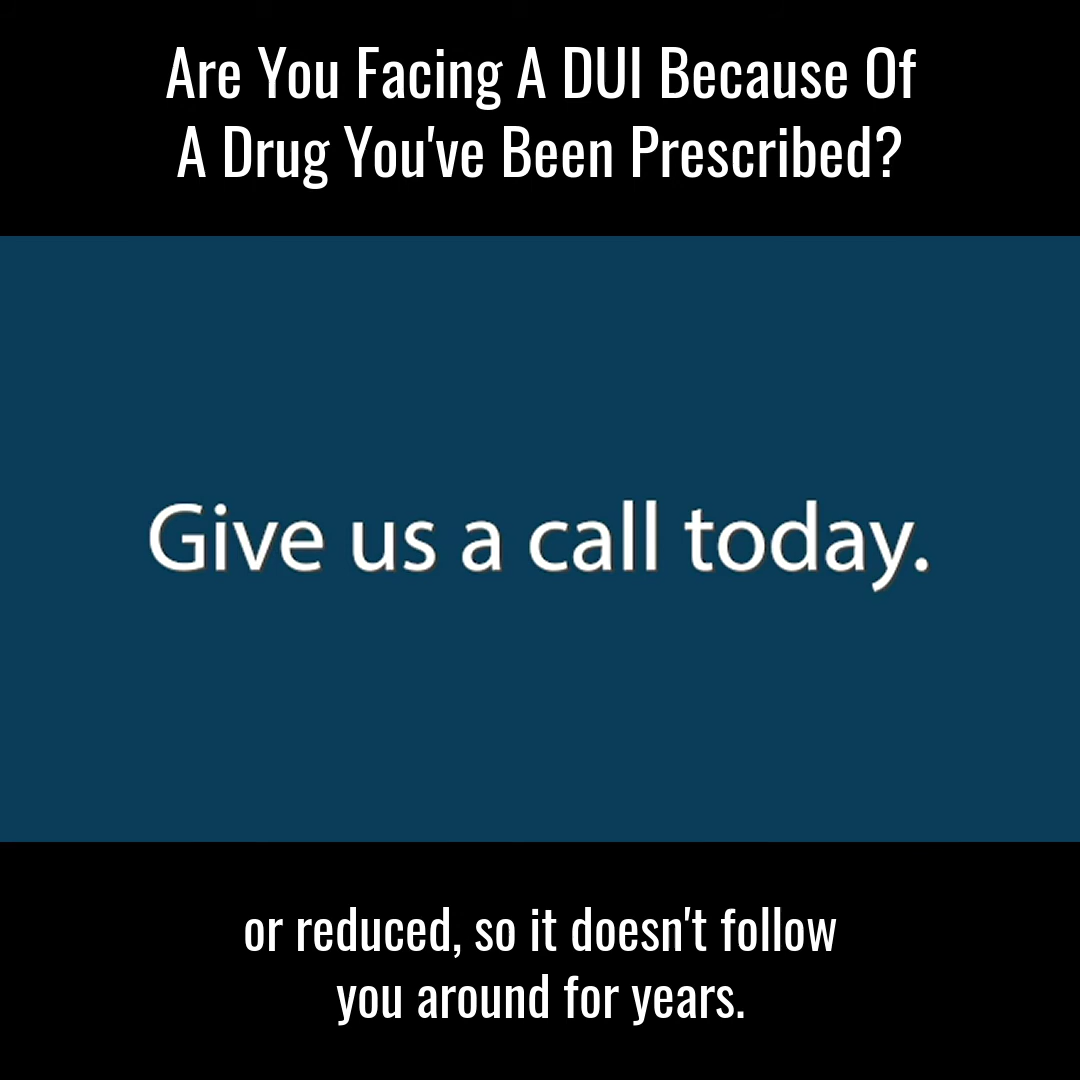 Are You Facing A DUI Because Of
A Drug You've Been Prescribed?
Give us a call today.
or reduced, so it doesn't follow
you around for years.